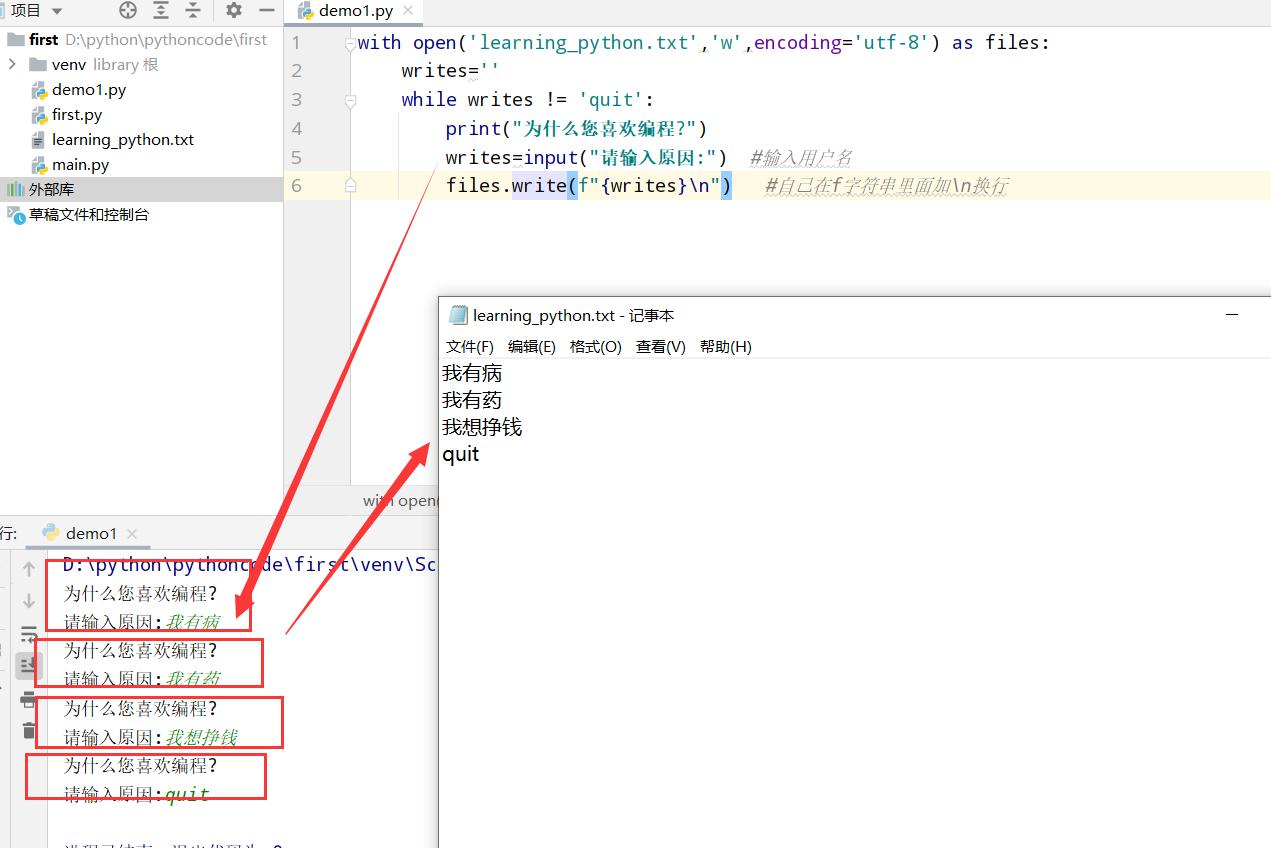 项目
demo1.py
first D:\python\pythoncode\first
venv library 根
demo1.py
first.py
learning_python.txt
main.py
外部库
草稿文件和控制台
1 with open('learning_python.txt','w',encoding='utf-8') as files:
2 writes=''
3 while writes != 'quit':
4 print("为什么您喜欢编程?")
5 writes=input("请输入原因:") #输入用户名
6 files.write(f"{writes}\n") #自己在f字符串里面加\n换行
with open(
learning_python.txt - 记事本
文件(F) 编辑(E) 格式(O) 查看(V) 帮助(H)
我有病
我有药
我想挣钱
quit
行: demo1
D:\python\pythoncode\first\venv\Sc
为什么您喜欢编程?
请输入原因:我有病
为什么您喜欢编程?
请输入原因:我有药
为什么您喜欢编程?
请输入原因:我想挣钱
为什么您喜欢编程?
请输入原因:quit